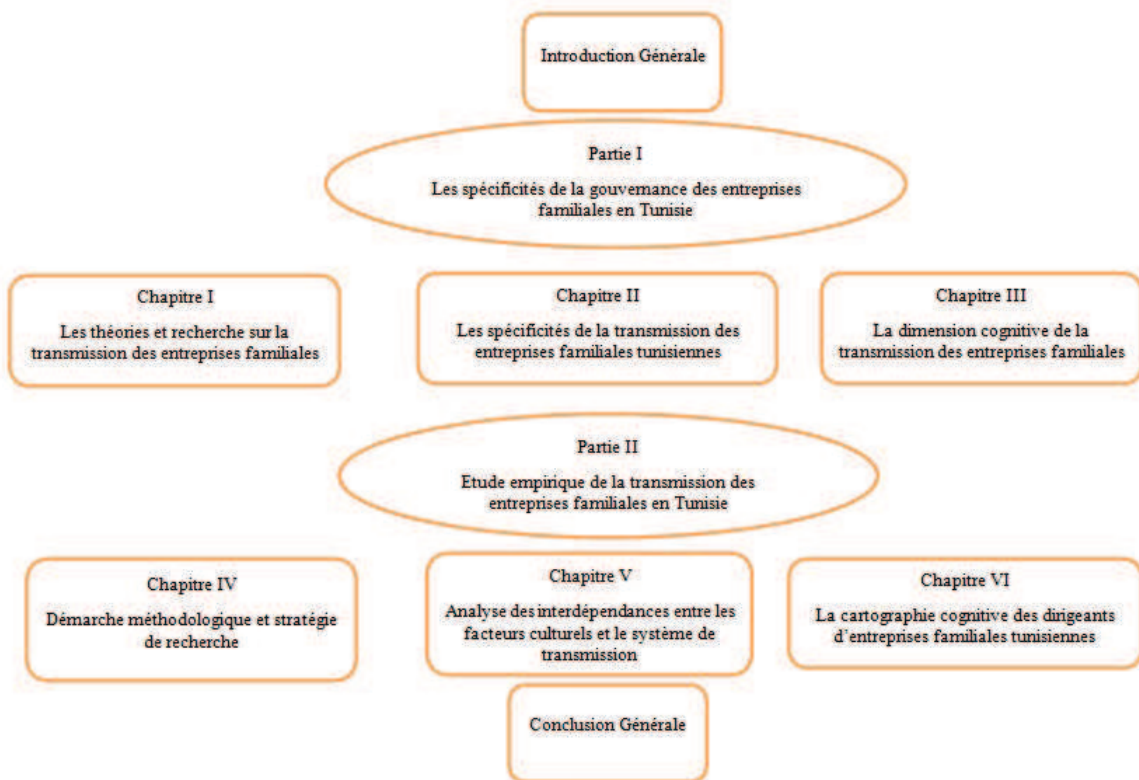 Introduction Générale
Partie I
Les spécificités de la gouvernance des entreprises
familiales en Tunisie
Chapitre I
Les théories et recherche sur la
transmission des entreprises familiales
Chapitre II
Les spécificités de la transmission des
entreprises familiales tunisiennes
Chapitre III
La dimension cognitive de la
transmission des entreprises familiales
Partie II
Etude empirique de la transmission des
entreprises familiales en Tunisie
Chapitre IV
Démarche méthodologique et stratégie
de recherche
Chapitre V
Analyse des interdépendances entre les
facteurs culturels et le système de
transmission
Chapitre VI
La cartographie cognitive des dirigeants
d’entreprises familiales tunisiennes
Conclusion Générale